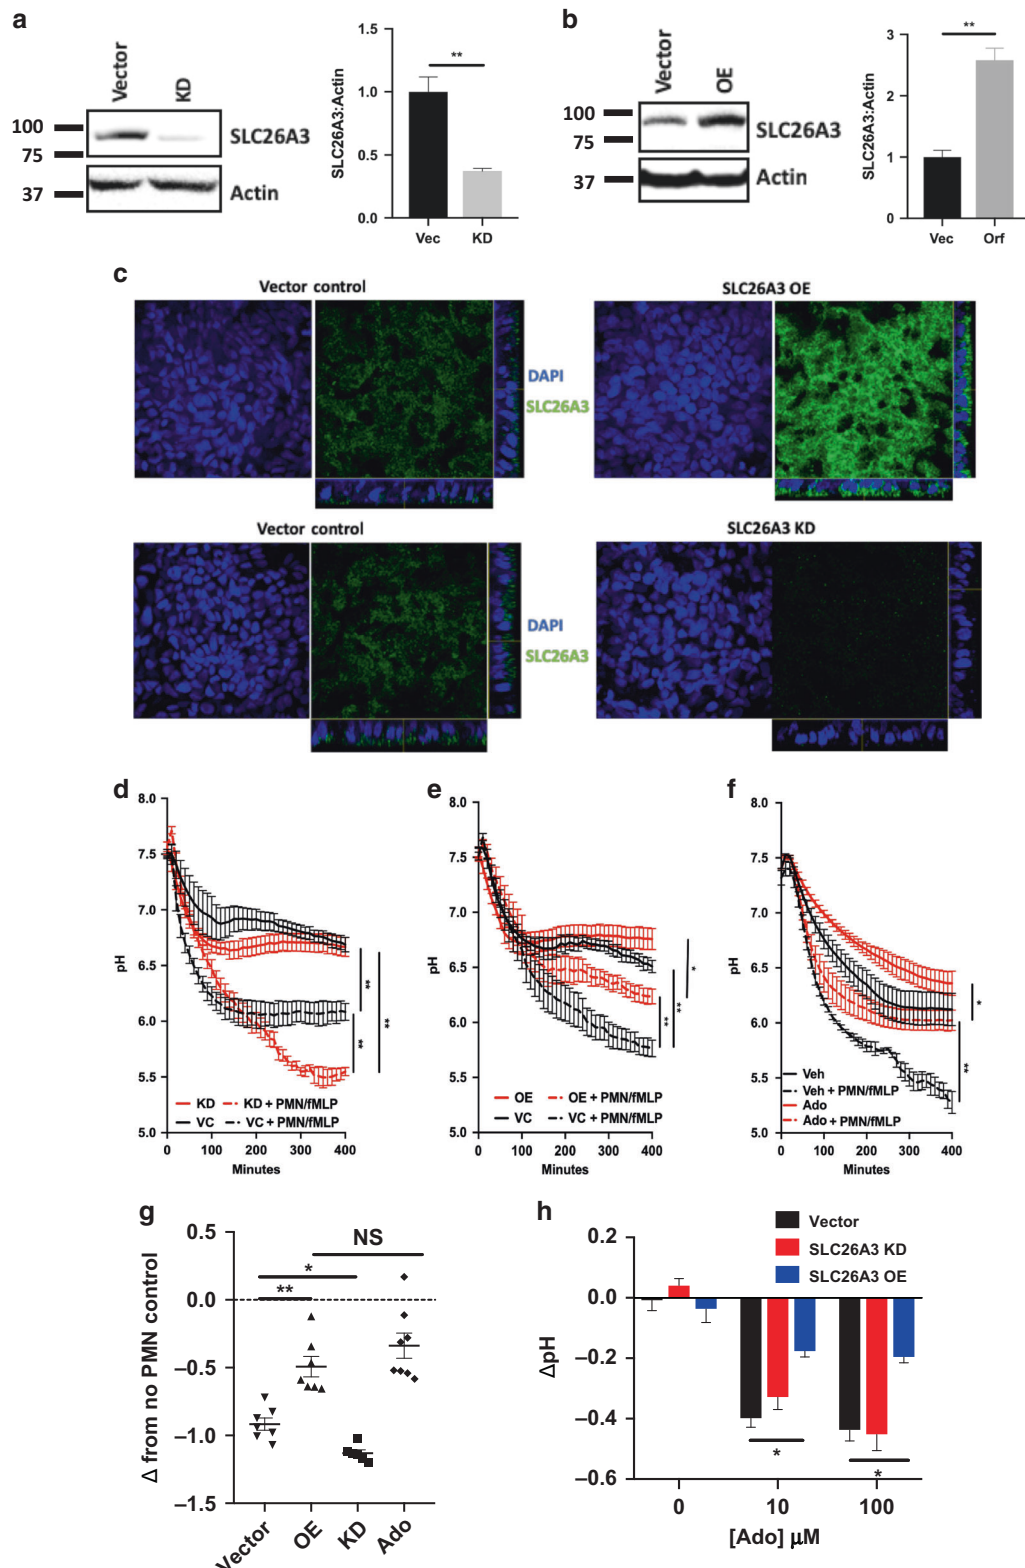 a
Vector
KD
100
75
37
SLC26A3
Actin
SLC26A3:Actin
1.5
1.0
0.5
0.0
**
Vec
KD
b
Vector
OE
100
75
37
SLC26A3
Actin
SLC26A3:Actin
3
2
1
0
**
Vec
Orf
c
Vector control
SLC26A3 OE
DAPI
SLC26A3
Vector control
SLC26A3 KD
DAPI
SLC26A3
d
8.0
7.5
7.0
6.5
6.0
5.5
5.0
pH
**
**
**
KD
KD + PMN/fMLP
VC
VC + PMN/fMLP
0
100
200
300
400
Minutes
e
8.0
7.5
7.0
6.5
6.0
5.5
5.0
pH
*
**
**
OE
OE + PMN/fMLP
VC
VC + PMN/fMLP
0
100
200
300
400
Minutes
f
8.0
7.5
7.0
6.5
6.0
5.5
5.0
pH
*
**
Veh
Veh + PMN/fMLP
Ado
Ado + PMN/fMLP
0
100
200
300
400
Minutes
g
0.5
0.0
–0.5
–1.0
–1.5
Δ from no PMN control
NS
*
**
Vector
OE
KD
Ado
h
Vector
SLC26A3 KD
SLC26A3 OE
0.2
0.0
–0.2
–0.4
–0.6
ΔpH
*
*
0
10
100
[Ado] µM